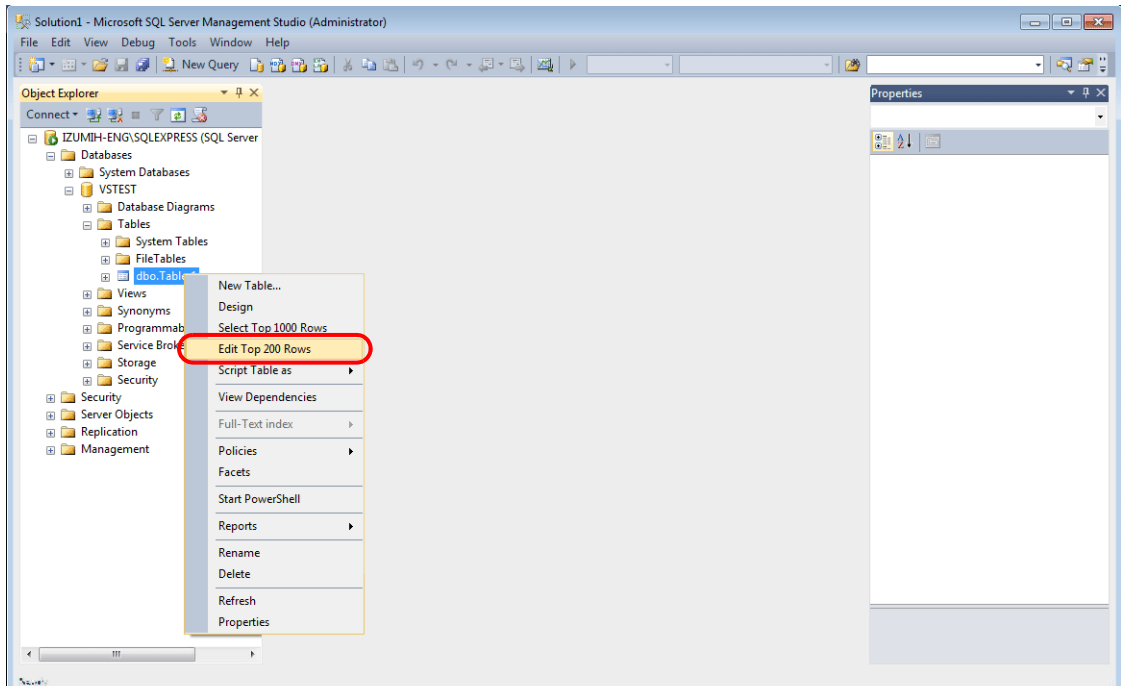 Solution1 - Microsoft SQL Server Management Studio (Administrator)
File Edit View Debug Tools Window Help
New Query
Object Explorer
Connect
IZUMIH-ENG\SQLEXPRESS (SQL Server
Databases
System Databases
VSTEST
Database Diagrams
Tables
System Tables
FileTables
dbo.Table
Views
Synonyms
Programmab
Service Broke
Storage
Security
Security
Server Objects
Replication
Management
New Table...
Design
Select Top 1000 Rows
Edit Top 200 Rows
Script Table as
View Dependencies
Full-Text index
Policies
Facets
Start PowerShell
Reports
Rename
Delete
Refresh
Properties
Properties